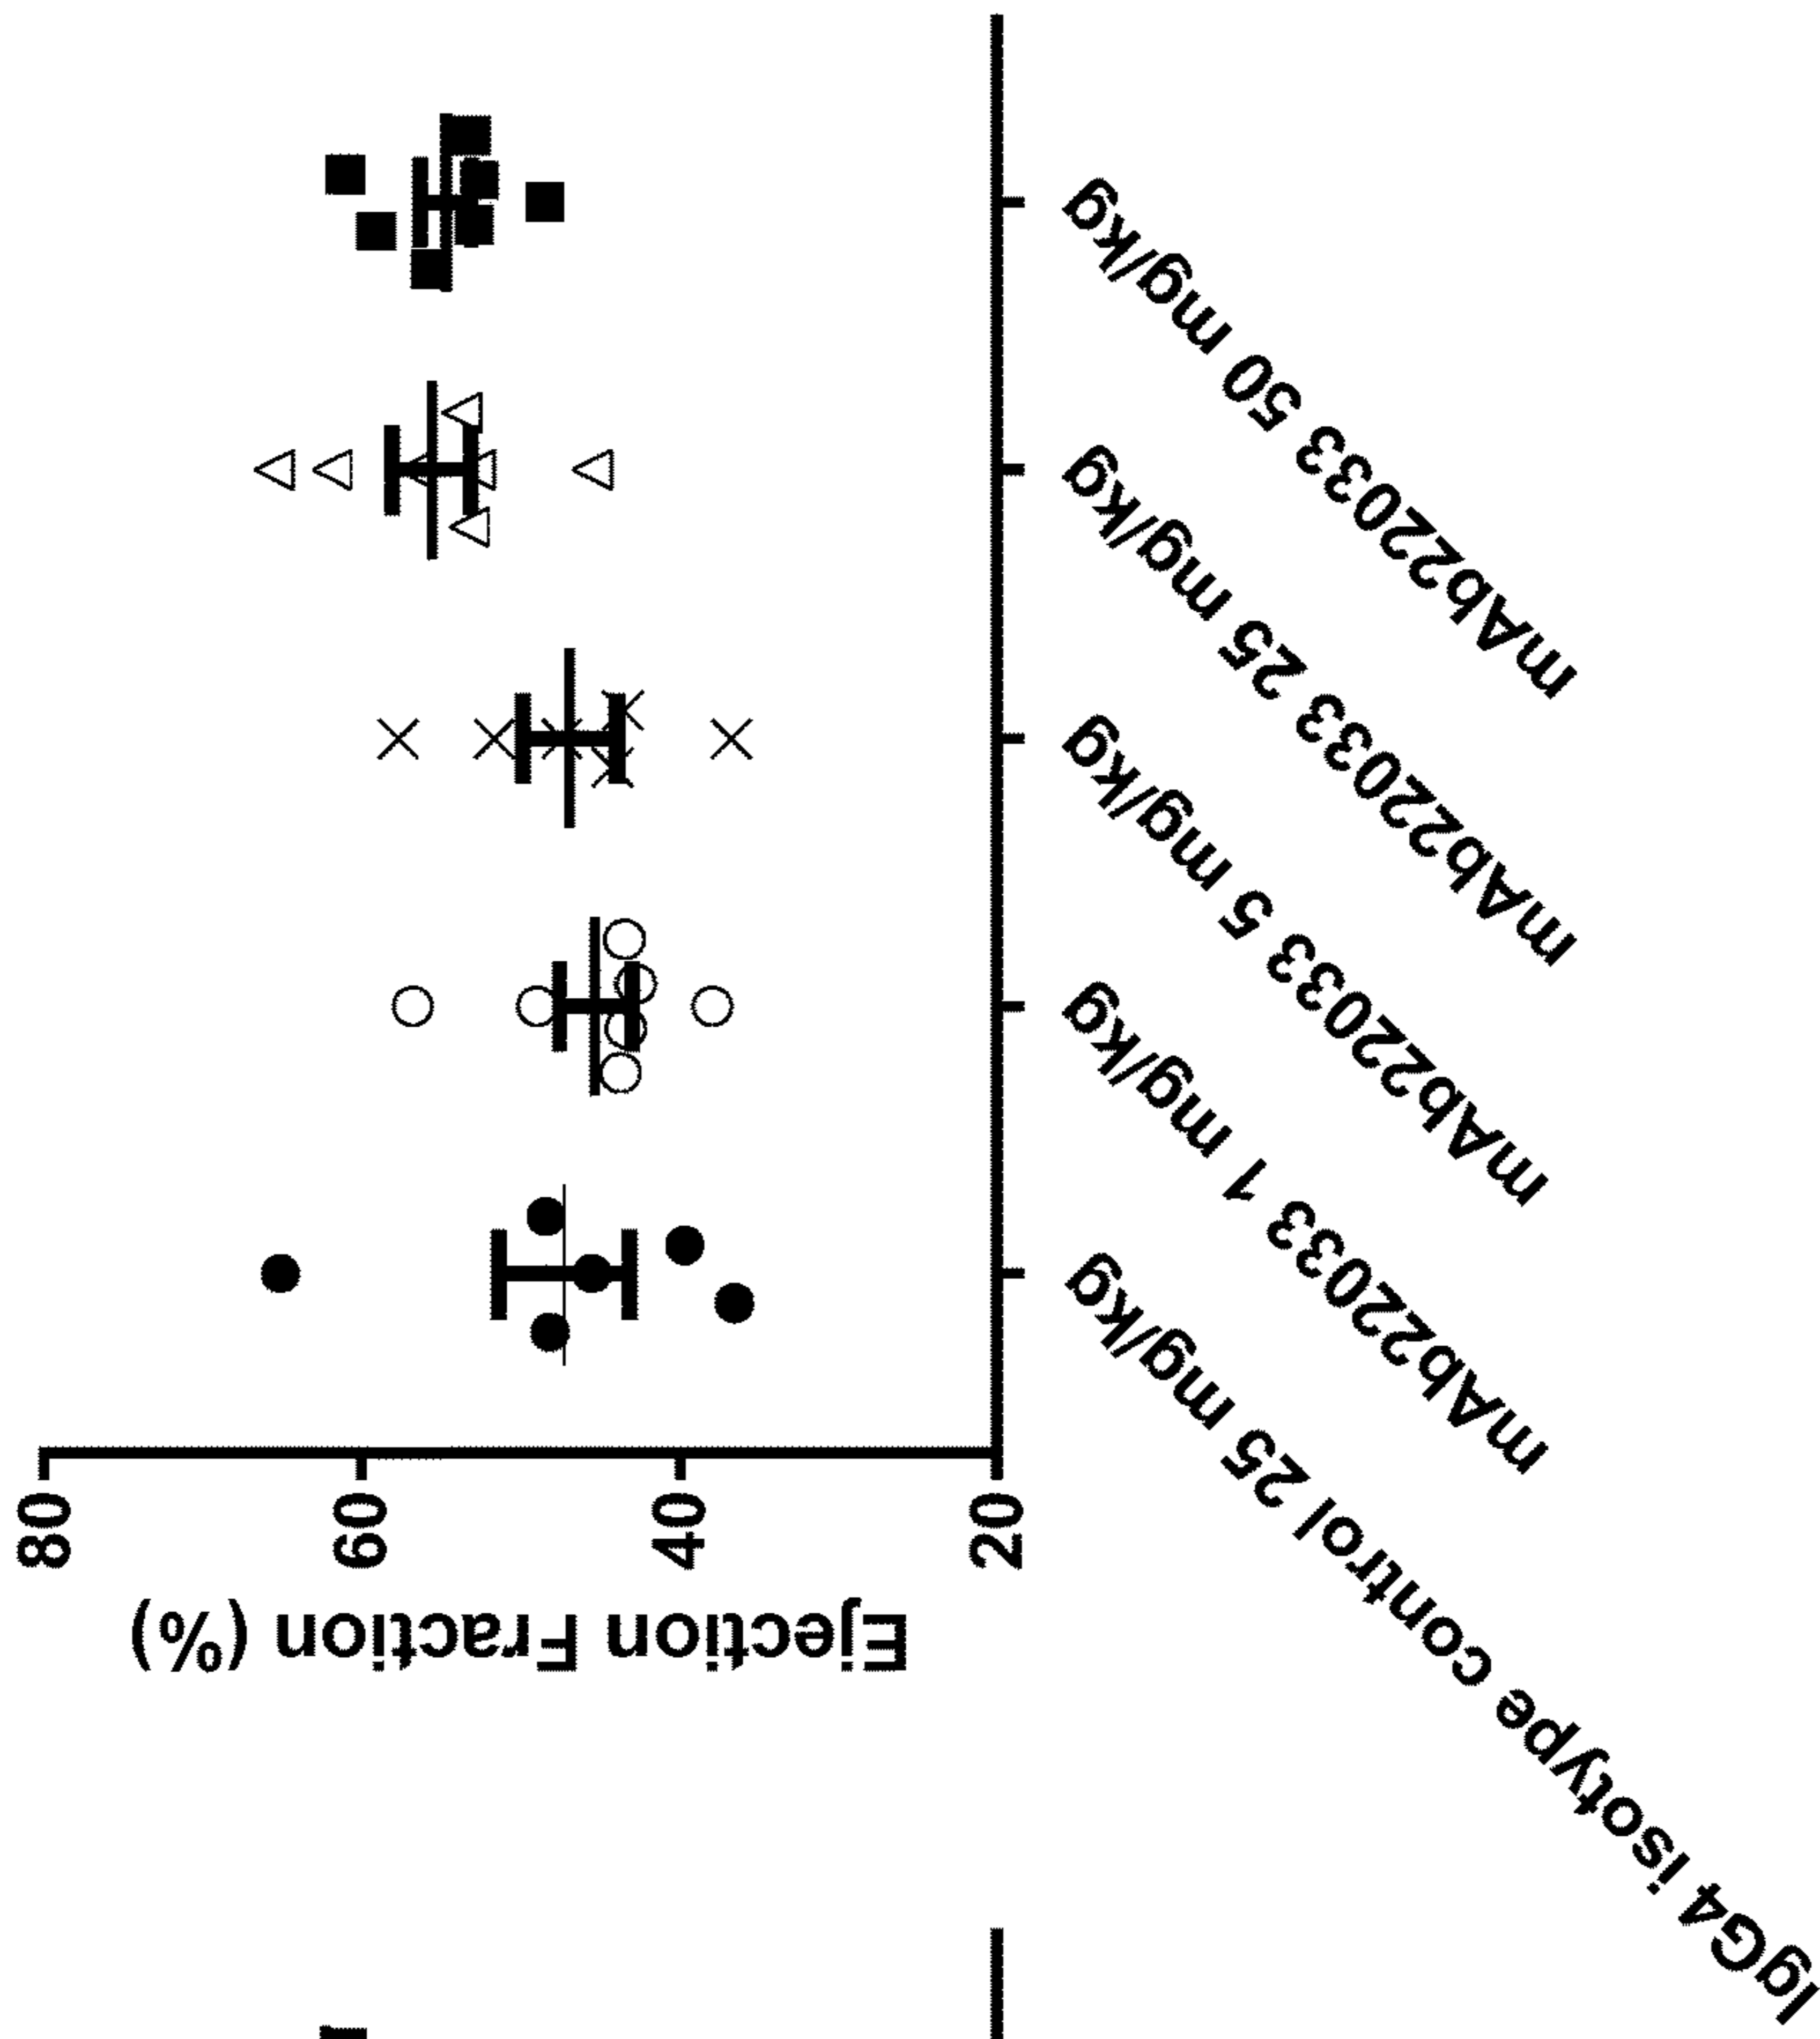 Ejection Fraction (%)
80
60
40
20
IgG4 isotype control 25 mg/kg
mAb22033 1 mg/kg
mAb22033 5 mg/kg
mAb22033 25 mg/kg
mAb22033 50 mg/kg